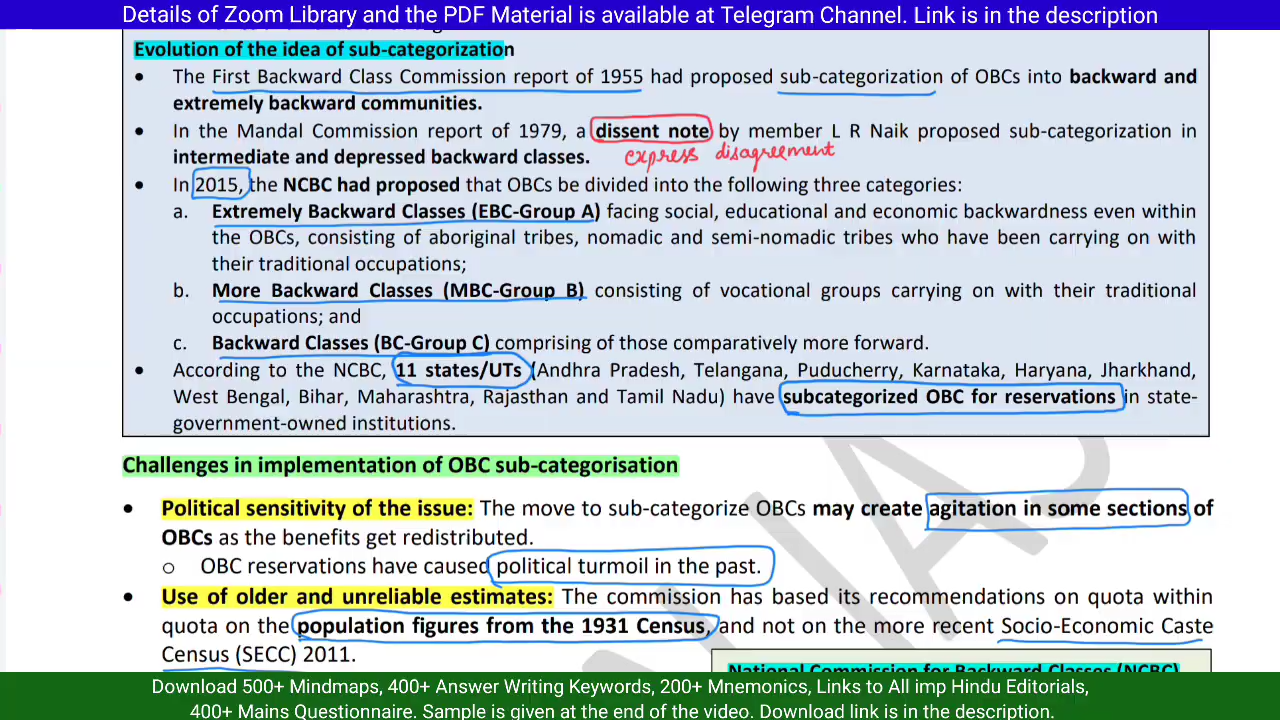 Details of Zoom Library and the PDF Material is available at Telegram Channel. Link is in the description
Evolution of the idea of sub-categorization
• The First Backward Class Commission report of 1955 had proposed sub-categorization of OBCs into backward and
extremely backward communities.
• In the Mandal Commission report of 1979, a dissent note by member L R Naik proposed sub-categorization in
intermediate and depressed backward classes. express disagreement
• In 2015, the NCBC had proposed that OBCs be divided into the following three categories:
a. Extremely Backward Classes (EBC-Group A) facing social, educational and economic backwardness even within
the OBCs, consisting of aboriginal tribes, nomadic and semi-nomadic tribes who have been carrying on with
their traditional occupations;
b. More Backward Classes (MBC-Group B) consisting of vocational groups carrying on with their traditional
occupations; and
c. Backward Classes (BC-Group C) comprising of those comparatively more forward.
• According to the NCBC, 11 states/UTs (Andhra Pradesh, Telangana, Puducherry, Karnataka, Haryana, Jharkhand,
West Bengal, Bihar, Maharashtra, Rajasthan and Tamil Nadu) have subcategorized OBC for reservations in state-
government-owned institutions.
Challenges in implementation of OBC sub-categorisation
• Political sensitivity of the issue: The move to sub-categorize OBCs may create agitation in some sections of
OBCs as the benefits get redistributed.
o OBC reservations have caused political turmoil in the past.
• Use of older and unreliable estimates: The commission has based its recommendations on quota within
quota on the population figures from the 1931 Census, and not on the more recent Socio-Economic Caste
Census (SECC) 2011.
National Commission for Backward Classes (NCBC)
Download 500+ Mindmaps, 400+ Answer Writing Keywords, 200+ Mnemonics, Links to All imp Hindu Editorials,
400+ Mains Questionnaire. Sample is given at the end of the video. Download link is in the description.